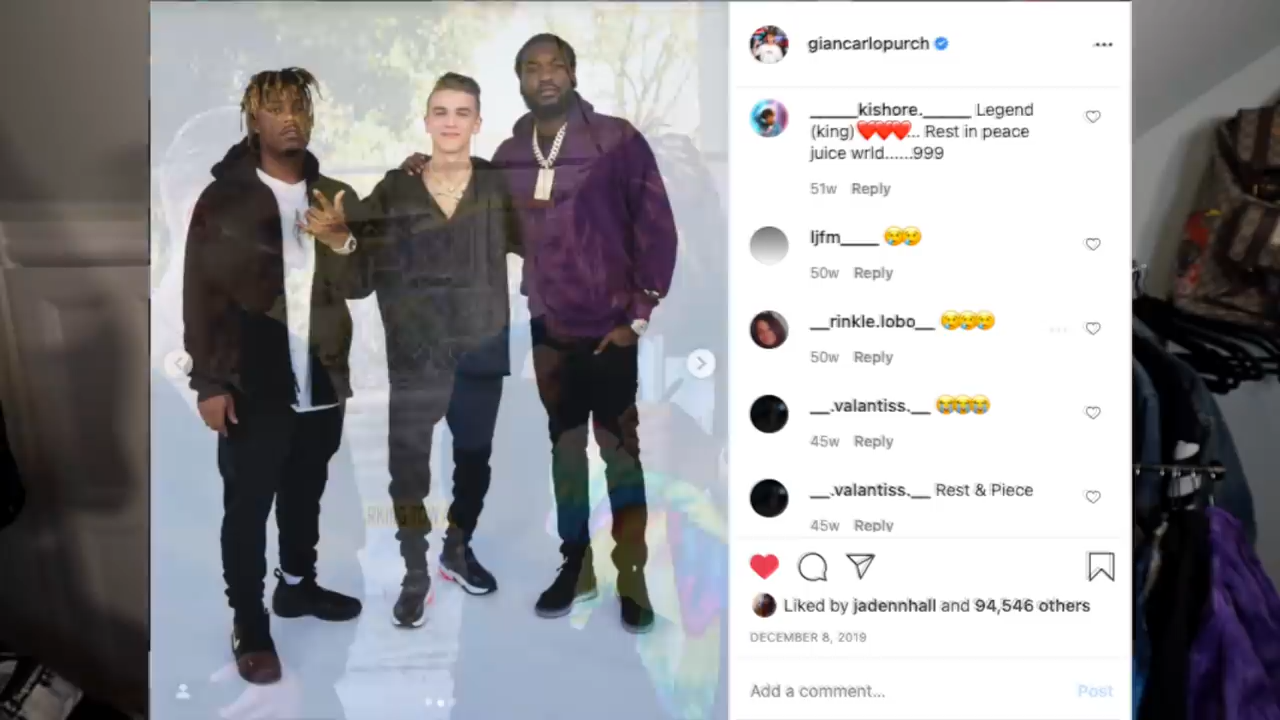 giancarlopurch
_____kishore.______ Legend
(king)❤️❤️❤️... Rest in peace
juice wrld......999
51w Reply
ljfm_____ 😢😢
50w Reply
__rinkle.lobo__ 😢😢😢
50w Reply
__.valantiss.__ 😭😭😭
45w Reply
__.valantiss.__ Rest & Piece
45w Reply
Liked by jadennhall and 94,546 others
DECEMBER 8, 2019
Add a comment... Post